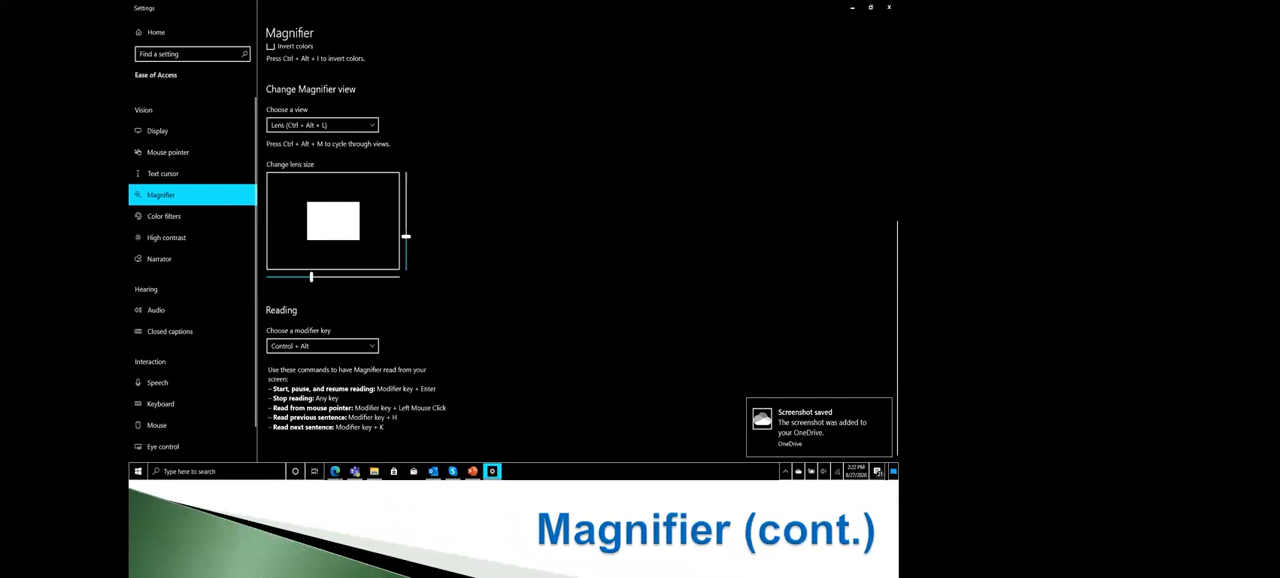 Settings
Home
Find a setting
Ease of Access
Vision
Display
Mouse pointer
Text cursor
Magnifier
Color filters
High contrast
Narrator
Hearing
Audio
Closed captions
Interaction
Speech
Keyboard
Mouse
Eye control
Magnifier
Invert colors
Press Ctrl + Alt + I to invert colors.
Change Magnifier view
Choose a view
Lens (Ctrl + Alt + L)
Press Ctrl + Alt + M to cycle through views.
Change lens size
Reading
Choose a modifier key
Control + Alt
Use these commands to have Magnifier read from your
screen:
– Start, pause, and resume reading: Modifier key + Enter
– Stop reading: Any key
– Read from mouse pointer: Modifier key + Left Mouse Click
– Read previous sentence: Modifier key + H
– Read next sentence: Modifier key + K
Screenshot saved
The screenshot was added to
your OneDrive.
OneDrive
Type here to search
2:22 PM
8/27/2020
Magnifier (cont.)